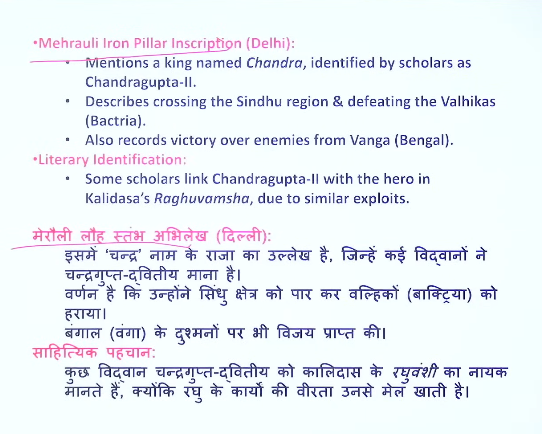 •Mehrauli Iron Pillar Inscription (Delhi):
• Mentions a king named Chandra, identified by scholars as
Chandragupta-II.
• Describes crossing the Sindhu region & defeating the Valhikas
(Bactria).
• Also records victory over enemies from Vanga (Bengal).
•Literary Identification:
• Some scholars link Chandragupta-II with the hero in
Kalidasa's Raghuvamsha, due to similar exploits.
मेरौली लौह स्तंभ अभिलेख (दिल्ली):
इसमें ‘चन्द्र’ नाम के राजा का उल्लेख है, जिन्हें कई विद्वानों ने
चन्द्रगुप्त-द्वितीय माना है।
वर्णन है कि उन्होंने सिंधु क्षेत्र को पार कर वल्हिकों (बाक्ट्रिया) को
हराया।
बंगाल (वंगा) के दुश्मनों पर भी विजय प्राप्त की।
साहित्यिक पहचान:
कुछ विद्वान चन्द्रगुप्त-द्वितीय को कालिदास के रघुवंशी का नायक
मानते हैं, क्योंकि रघु के कार्यों की वीरता उनसे मेल खाती है।